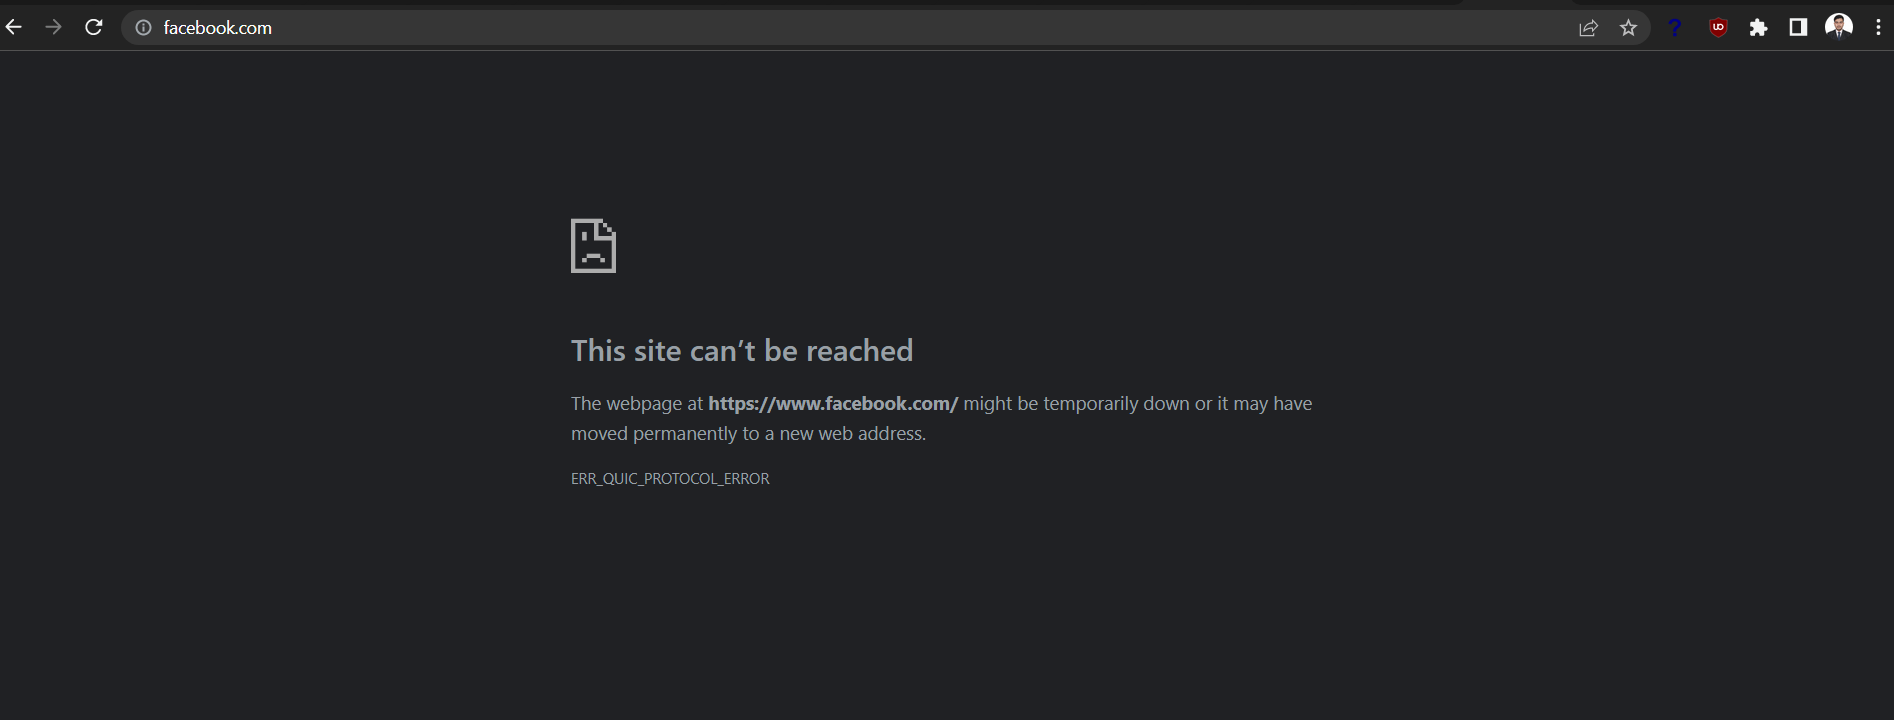 facebook.com
This site can’t be reached
The webpage at https://www.facebook.com/ might be temporarily down or it may have
moved permanently to a new web address.
ERR_QUIC_PROTOCOL_ERROR